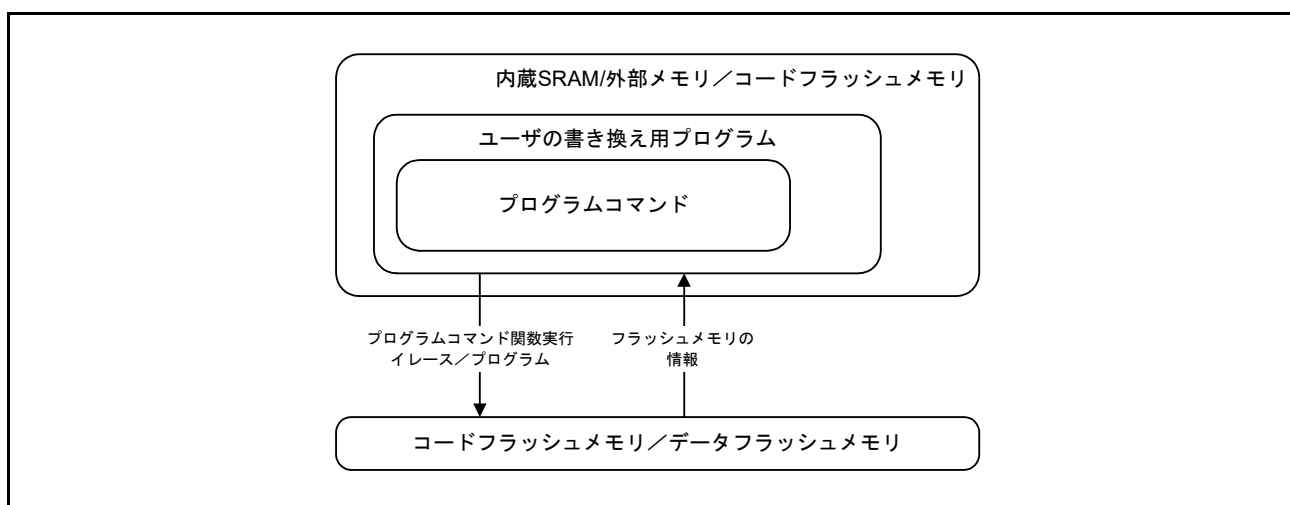 内蔵SRAM/外部メモリ／コードフラッシュメモリ
ユーザの書き換え用プログラム
プログラムコマンド
プログラムコマンド関数実行
イレース／プログラム
フラッシュメモリの
情報
コードフラッシュメモリ／データフラッシュメモリ